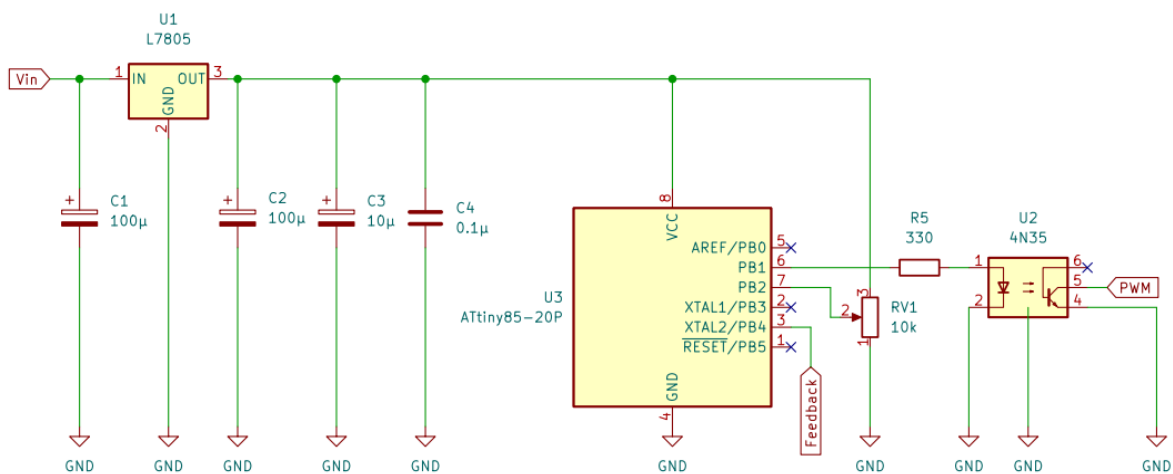 U1
L7805
Vin
1
IN
OUT
3
GND
2
C1
100µ
C2
100µ
C3
10µ
C4
0.1µ
U3
ATtiny85-20P
8
VCC
AREF/PB0
5
PB1
6
PB2
7
XTAL1/PB3
2
XTAL2/PB4
3
RESET/PB5
1
GND
4
Feedback
3
2
1
RV1
10k
R5
330
U2
4N35
1
2
6
5
4
PWM
+
+
+
GND
GND
GND
GND
GND
GND
GND
GND
GND
GND